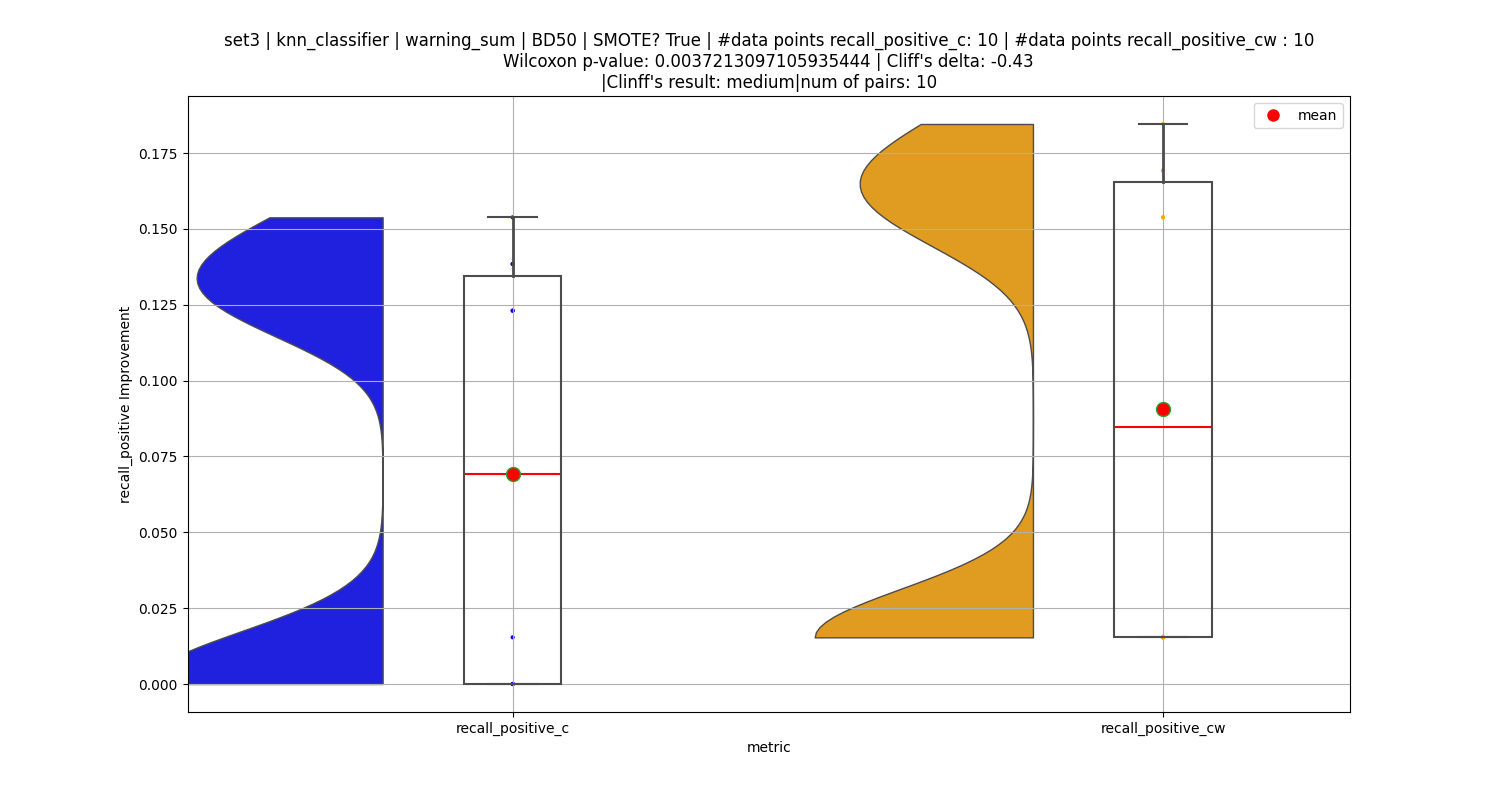 set3 | knn_classifier | warning_sum | BD50 | SMOTE? True | #data points recall_positive_c: 10 | #data points recall_positive_cw : 10
Wilcoxon p-value: 0.0037213097105935444 | Cliff's delta: -0.43
|Clinff's result: medium|num of pairs: 10
mean
0.175
0.150
0.125
0.100
0.075
0.050
0.025
0.000
recall_positive Improvement
recall_positive_c
recall_positive_cw
metric